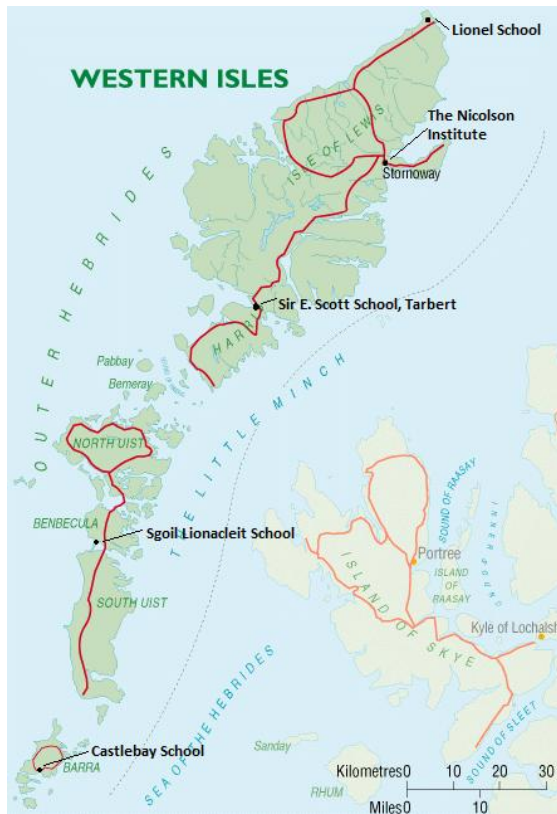 Lionel School
WESTERN ISLES
The Nicolson
Institute
ISLE OF LEWIS
Stornoway
OUTER HEBRIDES
Sir E. Scott School, Tarbert
HARRIS
Pabbay
Berneray
THE LITTLE MINCH
NORTH UIST
SOUND OF RAASAY
BENBECULA
Sgoil Lionacleit School
Portree
ISLAND
OF
RAASAY
SOUTH UIST
ISLAND OF SKYE
Kyle of Lochalsh
SEA OF THE HEBRIDES
SOUND OF SLEET
Castlebay School
BARRA
Sanday
RHUM
Kilometres 0 10 20 30
Miles 0 10